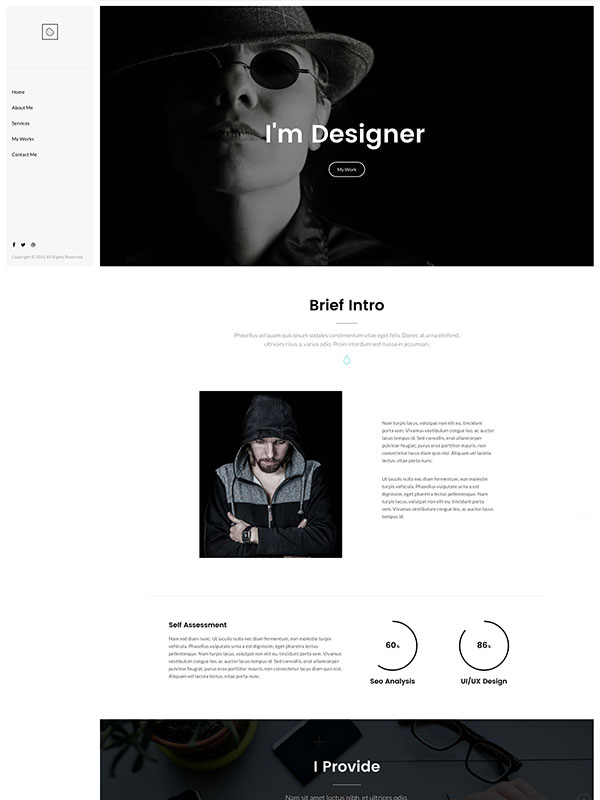 Home
About Me
Services
My Works
Contact Me
Copyright © 2015 All Rights Reserved
I'm Designer
My Work
Brief Intro
Phasellus vel quam quis ipsum sodales condimentum vitae eget felis. Donec at urna eleifend,
ultricies risus a, varius odio. Proin interdum sed massa in accumsan.
Nam turpis lacus, volutpat non elit eu, tincidunt
porta sem. Vivamus vestibulum congue leo, ac auctor
lacus tempus id. Sed convallis, erat ullamcorper
pulvinar feugiat, purus eros porttitor mauris, non
consectetur lacus diam quis nisl. Aliquam vel lacinia
lectus, vitae porta nunc.
Ut iaculis nulla nec diam fermentum, non molestie
turpis vehicula. Phasellus vulputate urna a est
dignissim, eget pharetra lectus pellentesque. Nam
turpis lacus, volutpat non elit eu, tincidunt porta
sem. Vivamus vestibulum congue leo, ac auctor lacus
tempus id.
Self Assessment
Nam sed diam nunc. Ut iaculis nulla nec diam fermentum, non molestie turpis
vehicula. Phasellus vulputate urna a est dignissim, eget pharetra lectus
pellentesque. Nam turpis lacus, volutpat non elit eu, tincidunt porta sem. Vivamus
vestibulum congue leo, ac auctor lacus tempus id. Sed convallis, erat ullamcorper
pulvinar feugiat, purus eros porttitor mauris, non consectetur lacus diam quis nisl.
Aliquam vel lacinia lectus, vitae porta nunc.
60%
Seo Analysis
86%
UI/UX Design
I Provide
Nam sit amet luctus nibh, et ultrices odio.